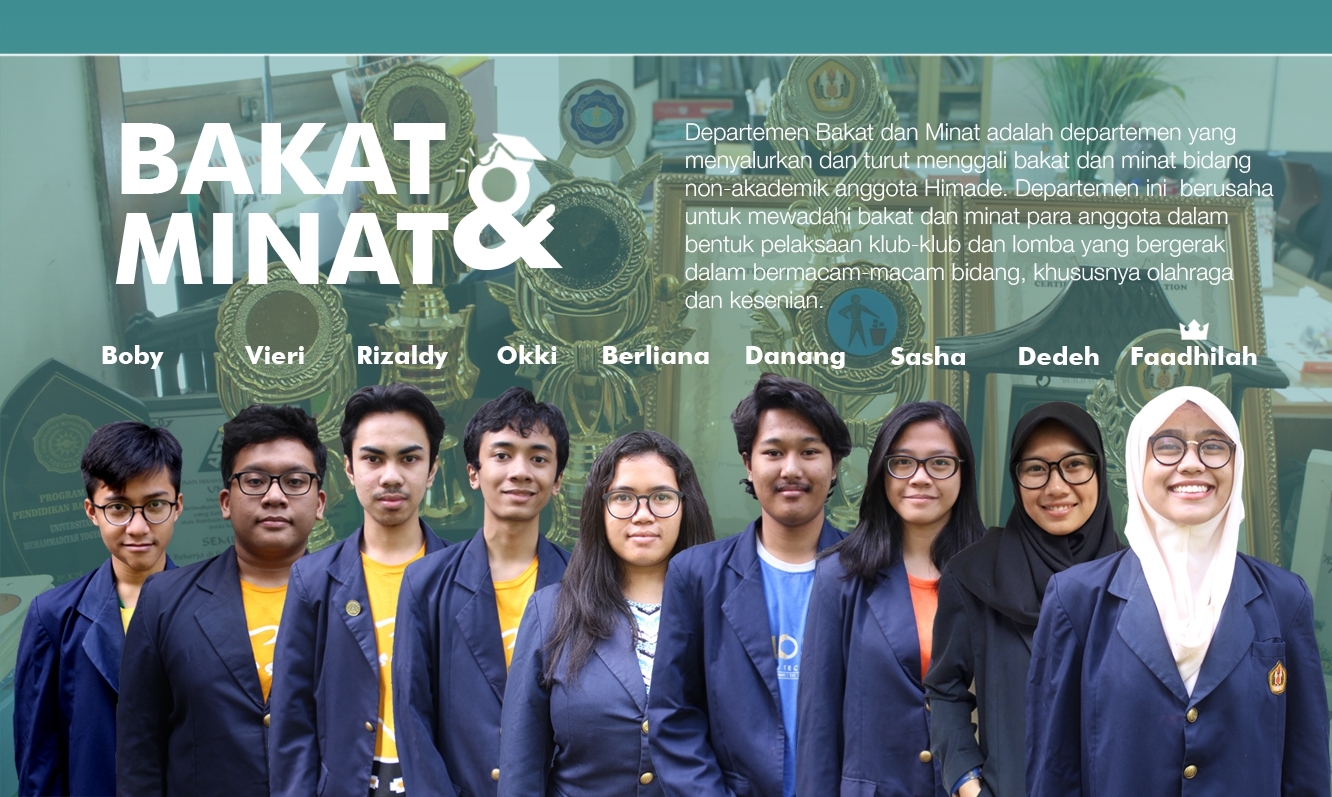 BAKAT
MINAT &
Departemen Bakat dan Minat adalah departemen yang
menyalurkan dan turut menggali bakat dan minat bidang
non-akademik anggota Himade. Departemen ini berusaha
untuk mewadahi bakat dan minat para anggota dalam
bentuk pelaksaan klub-klub dan lomba yang bergerak
dalam bermacam-macam bidang, khususnya olahraga
dan kesenian.
Boby Vieri Rizaldy Okki Berliana Danang Sasha Dedeh Faadhilah